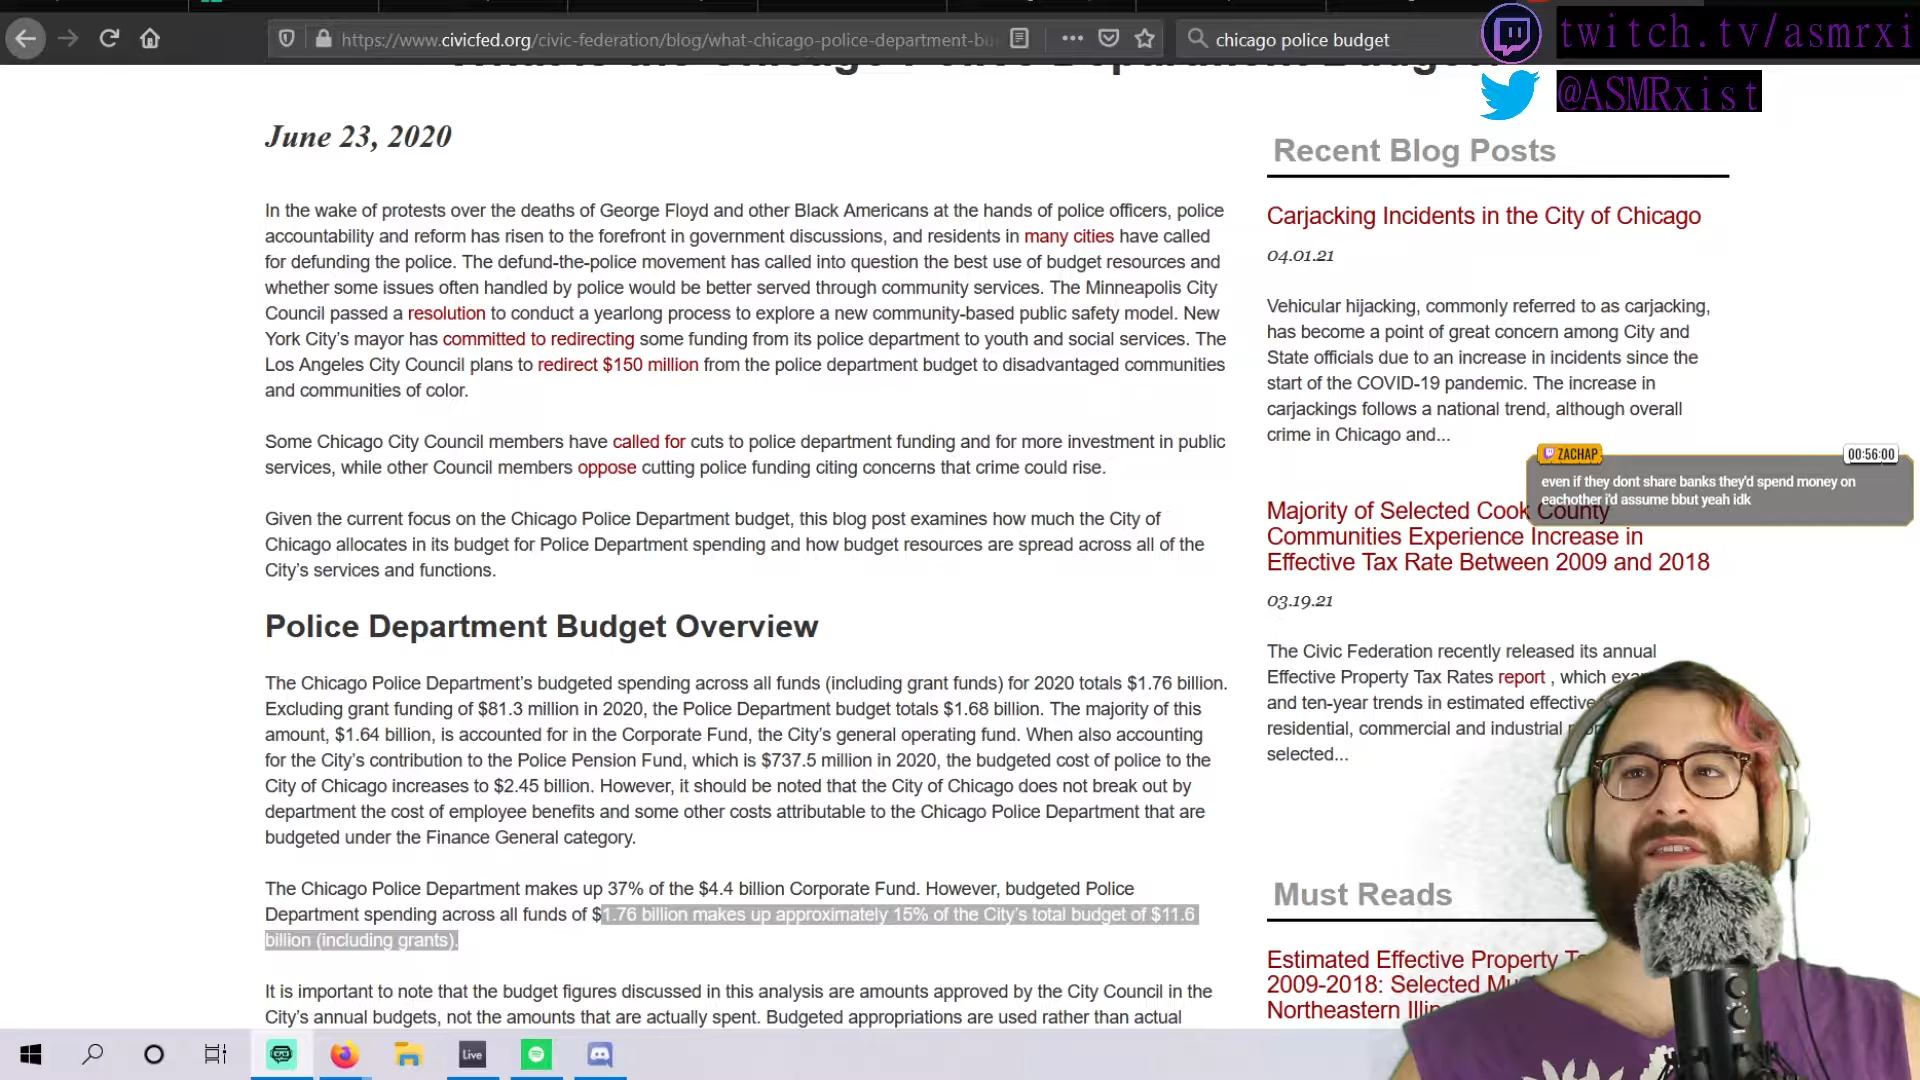 https://www.civicfed.org/civic-federation/blog/what-chicago-police-department-bu
chicago police budget
twitch.tv/asmrxi
@ASMRxist
June 23, 2020
In the wake of protests over the deaths of George Floyd and other Black Americans at the hands of police officers, police
accountability and reform has risen to the forefront in government discussions, and residents in many cities have called
for defunding the police. The defund-the-police movement has called into question the best use of budget resources and
whether some issues often handled by police would be better served through community services. The Minneapolis City
Council passed a resolution to conduct a yearlong process to explore a new community-based public safety model. New
York City's mayor has committed to redirecting some funding from its police department to youth and social services. The
Los Angeles City Council plans to redirect $150 million from the police department budget to disadvantaged communities
and communities of color.
Some Chicago City Council members have called for cuts to police department funding and for more investment in public
services, while other Council members oppose cutting police funding citing concerns that crime could rise.
Given the current focus on the Chicago Police Department budget, this blog post examines how much the City of
Chicago allocates in its budget for Police Department spending and how budget resources are spread across all of the
City's services and functions.
Police Department Budget Overview
The Chicago Police Department's budgeted spending across all funds (including grant funds) for 2020 totals $1.76 billion.
Excluding grant funding of $81.3 million in 2020, the Police Department budget totals $1.68 billion. The majority of this
amount, $1.64 billion, is accounted for in the Corporate Fund, the City's general operating fund. When also accounting
for the City's contribution to the Police Pension Fund, which is $737.5 million in 2020, the budgeted cost of police to the
City of Chicago increases to $2.45 billion. However, it should be noted that the City of Chicago does not break out by
department the cost of employee benefits and some other costs attributable to the Chicago Police Department that are
budgeted under the Finance General category.
The Chicago Police Department makes up 37% of the $4.4 billion Corporate Fund. However, budgeted Police
Department spending across all funds of $1.76 billion makes up approximately 15% of the City's total budget of $11.6
billion (including grants).
It is important to note that the budget figures discussed in this analysis are amounts approved by the City Council in the
City's annual budgets, not the amounts that are actually spent. Budgeted appropriations are used rather than actual
Recent Blog Posts
Carjacking Incidents in the City of Chicago
04.01.21
Vehicular hijacking, commonly referred to as carjacking,
has become a point of great concern among City and
State officials due to an increase in incidents since the
start of the COVID-19 pandemic. The increase in
carjackings follows a national trend, although overall
crime in Chicago and...
ZACHAP
00:56:00
even if they dont share banks they'd spend money on
eachother i'd assume bbut yeah idk
Majority of Selected Cook County
Communities Experience Increase in
Effective Tax Rate Between 2009 and 2018
03.19.21
The Civic Federation recently released its annual
Effective Property Tax Rates report , which exa
and ten-year trends in estimated effective
residential, commercial and industrial
selected...
Must Reads
Estimated Effective Property T
2009-2018: Selected Mu
Northeastern Illin
Live